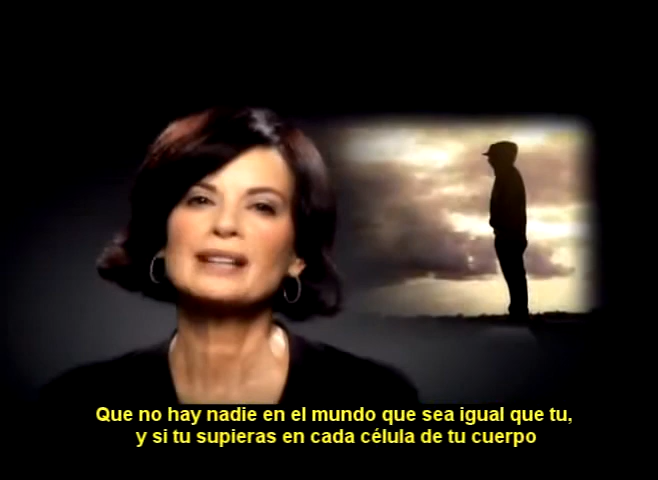 Que no hay nadie en el mundo que sea igual que tu,
y si tu supieras en cada célula de tu cuerpo